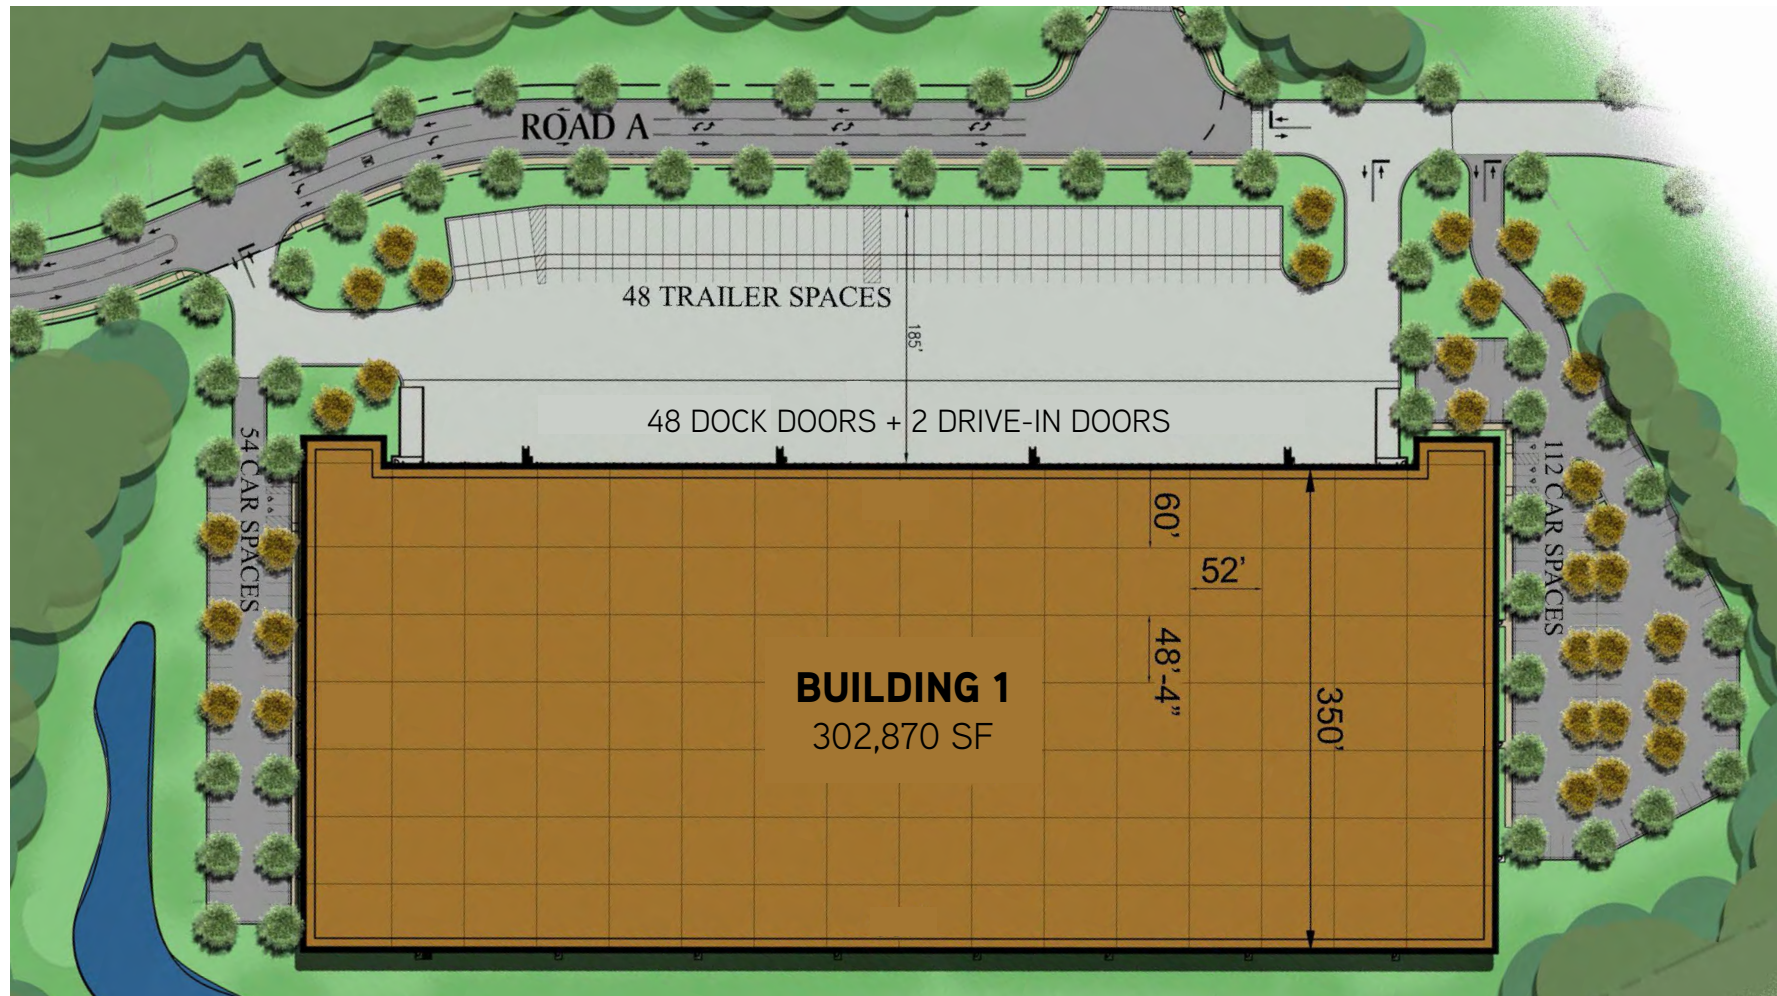 ROAD A
48 TRAILER SPACES
185'
48 DOCK DOORS + 2 DRIVE-IN DOORS
54 CAR SPACES
112 CAR SPACES
60'
52'
48'-4"
350'
BUILDING 1
302,870 SF